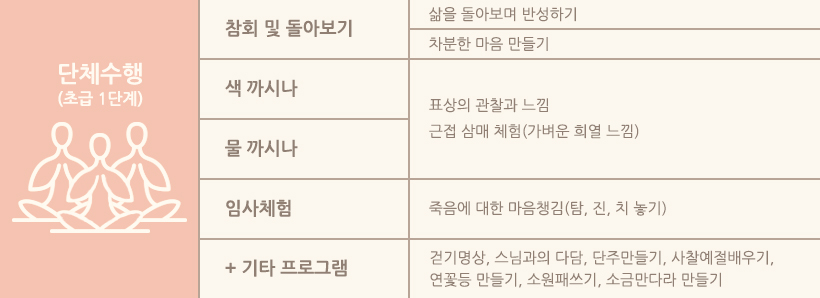 단체수행
(초급 1단계)
참회 및 돌아보기
삶을 돌아보며 반성하기
차분한 마음 만들기
색 까시나
물 까시나
표상의 관찰과 느낌
근접 삼매 체험(가벼운 희열 느낌)
임사체험
죽음에 대한 마음챙김(탐, 진, 치 놓기)
+ 기타 프로그램
걷기명상, 스님과의 다담, 단주만들기, 사찰예절배우기,
연꽃등 만들기, 소원패쓰기, 소금만다라 만들기